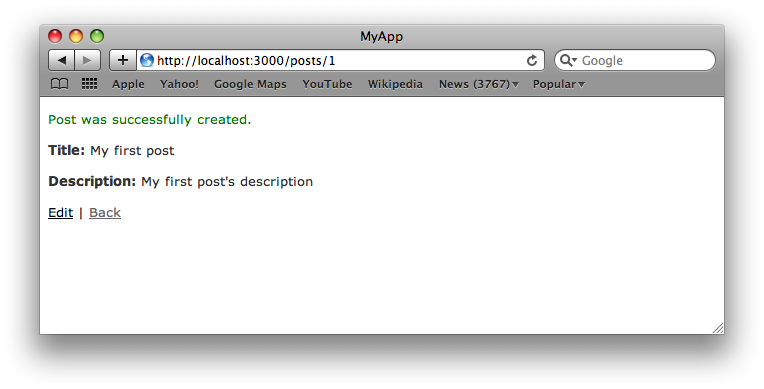 MyApp
http://localhost:3000/posts/1
Google
Apple Yahoo! Google Maps YouTube Wikipedia News (3767) Popular
Post was successfully created.
Title: My first post
Description: My first post's description
Edit | Back